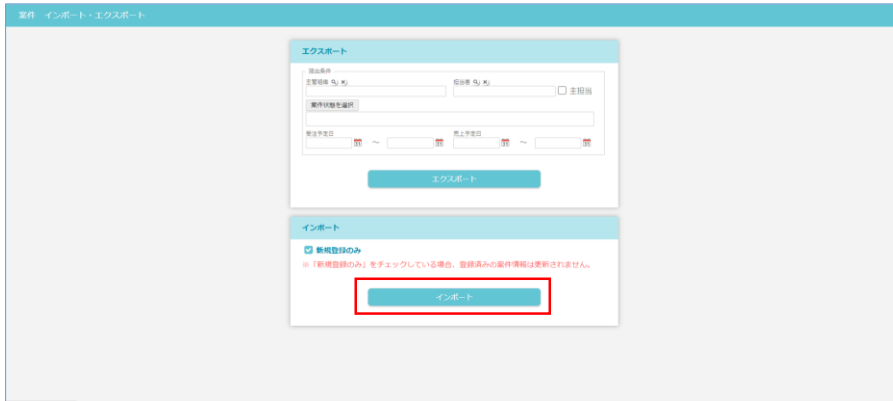 案件 インポート・エクスポート
エクスポート
抽出条件
主管組織
担当者
主担当
案件状態を選択
受注予定日
売上予定日
～
～
エクスポート
インポート
新規登録のみ
※「新規登録のみ」をチェックしている場合、登録済みの案件情報は更新されません。
インポート